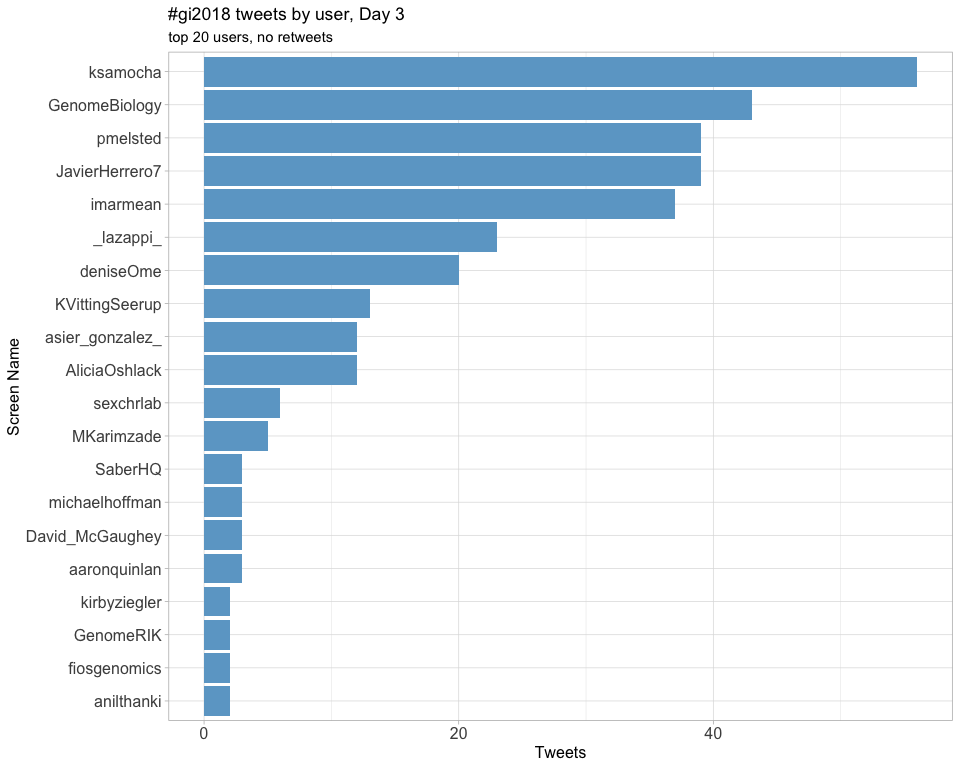 #gi2018 tweets by user, Day 3
top 20 users, no retweets
Screen Name
ksamocha
GenomeBiology
pmelsted
JavierHerrero7
imarmean
_lazappi_
deniseOme
KVittingSeerup
asier_gonzalez_
AliciaOshlack
sexchrlab
MKarimzade
SaberHQ
michaelhoffman
David_McGaughey
aaronquinlan
kirbyziegler
GenomeRIK
fiosgenomics
anilthanki
0 20 40
Tweets